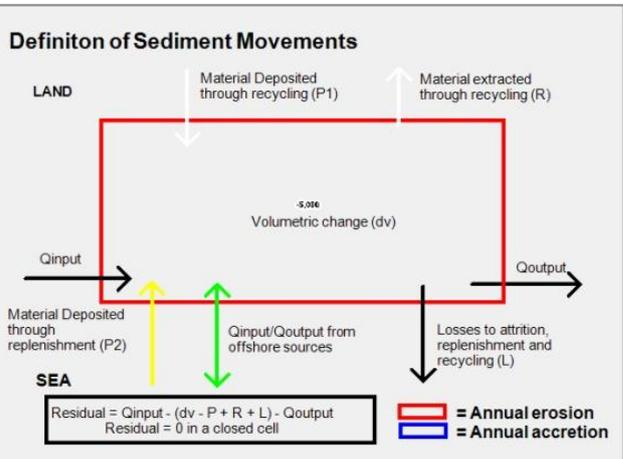 Definiton of Sediment Movements
LAND
Material Deposited
through recycling (P1)
Material extracted
through recycling (R)
-5,000
Volumetric change (dv)
Qinput
Qoutput
Material Deposited
through
replenishment (P2)
Qinput/Qoutput from
offshore sources
Losses to attrition,
replenishment and
recycling (L)
SEA
Residual = Qinput - (dv - P + R + L) - Qoutput
Residual = 0 in a closed cell
= Annual erosion
= Annual accretion